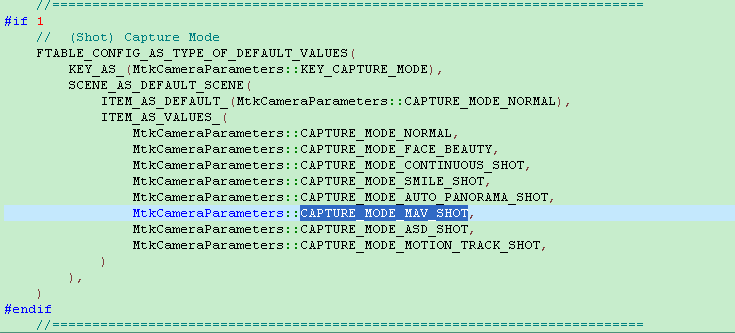 //==========================================================================
#if 1
//  (Shot) Capture Mode
FTABLE_CONFIG_AS_TYPE_OF_DEFAULT_VALUES(
KEY_AS_(MtkCameraParameters::KEY_CAPTURE_MODE),
SCENE_AS_DEFAULT_SCENE(
ITEM_AS_DEFAULT_(MtkCameraParameters::CAPTURE_MODE_NORMAL),
ITEM_AS_VALUES_(
MtkCameraParameters::CAPTURE_MODE_NORMAL,
MtkCameraParameters::CAPTURE_MODE_FACE_BEAUTY,
MtkCameraParameters::CAPTURE_MODE_CONTINUOUS_SHOT,
MtkCameraParameters::CAPTURE_MODE_SMILE_SHOT,
MtkCameraParameters::CAPTURE_MODE_AUTO_PANORAMA_SHOT,
MtkCameraParameters::CAPTURE_MODE_MAV_SHOT,
MtkCameraParameters::CAPTURE_MODE_ASD_SHOT,
MtkCameraParameters::CAPTURE_MODE_MOTION_TRACK_SHOT,
)
),
)
#endif
//==========================================================================